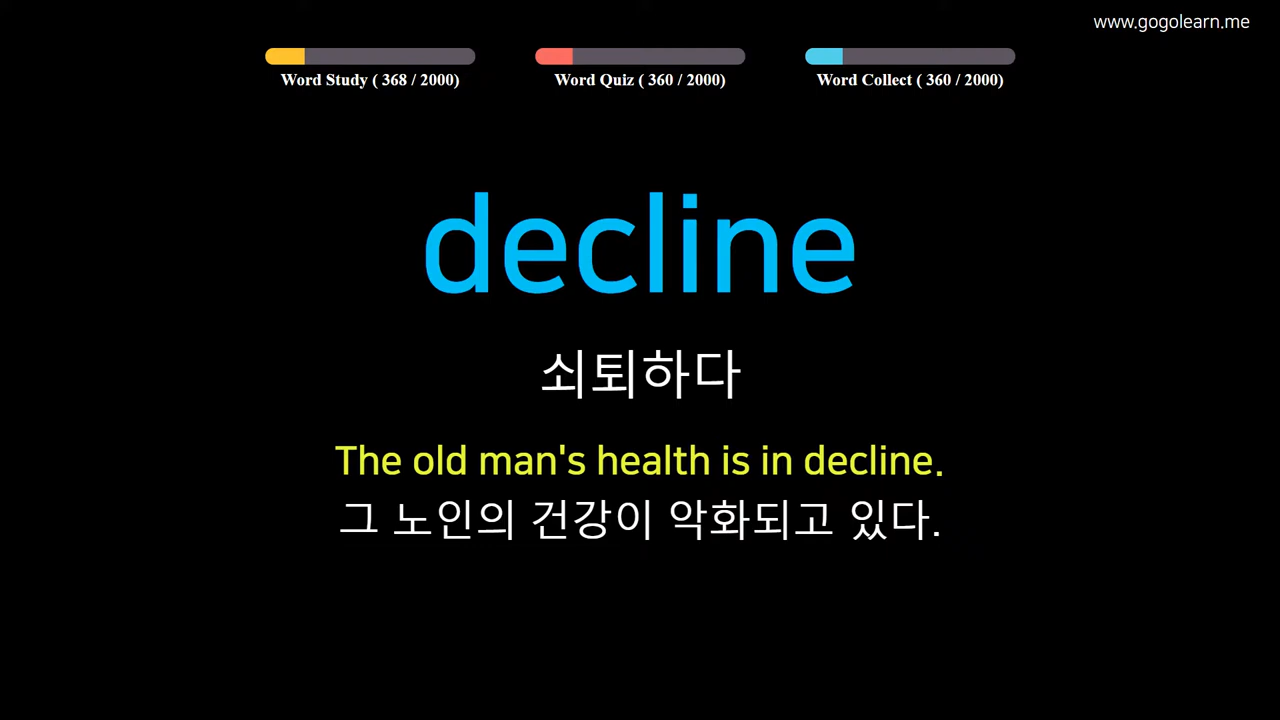 www.gogolearn.me
Word Study ( 368 / 2000)
Word Quiz ( 360 / 2000)
Word Collect ( 360 / 2000)
decline
쇠퇴하다
The old man's health is in decline.
그 노인의 건강이 악화되고 있다.